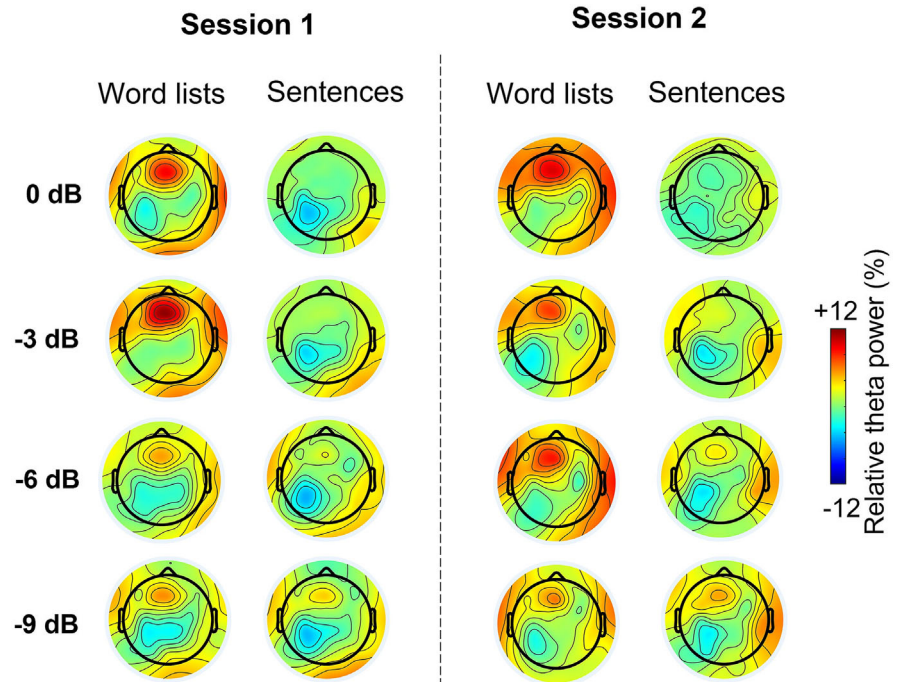 Session 1
Session 2
Word lists
Sentences
Word lists
Sentences
0 dB
-3 dB
-6 dB
-9 dB
+12
-12
Relative theta power (%)